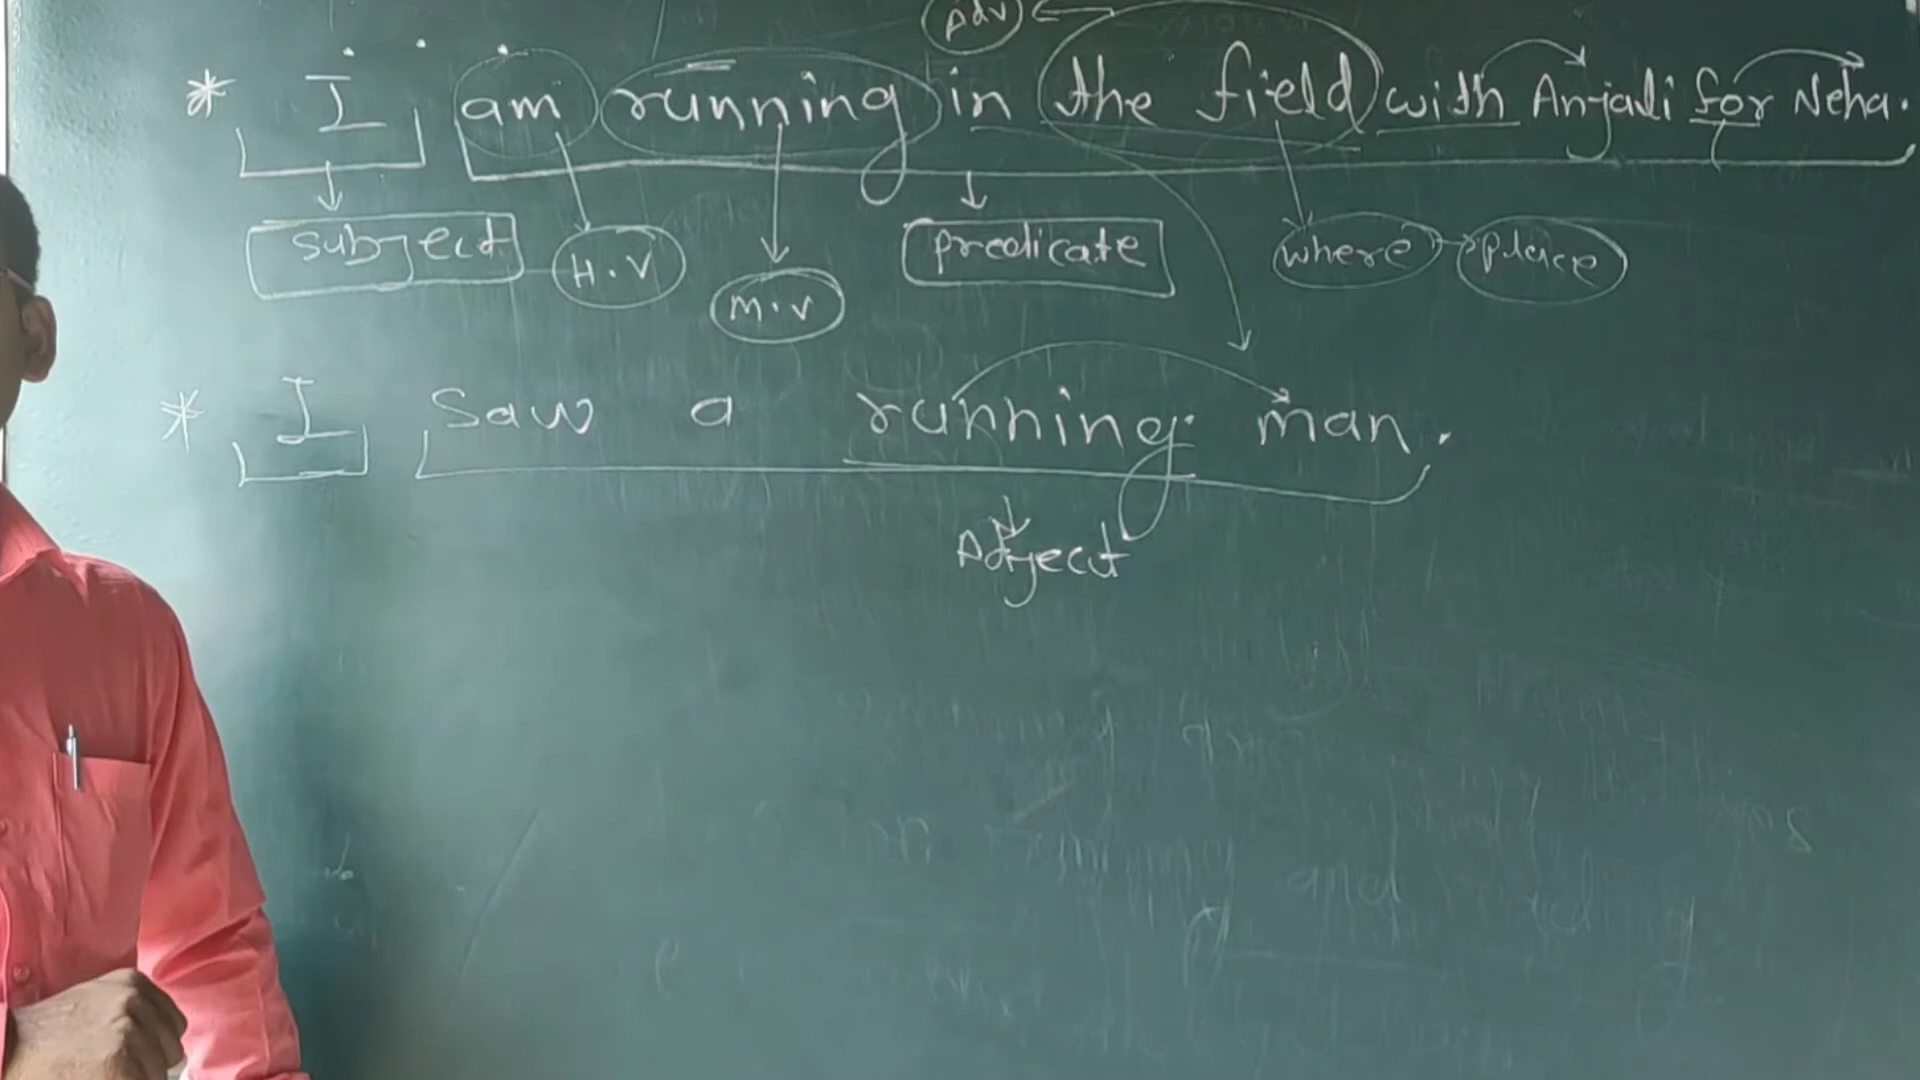 Adv
* I am running in the field with Anjali for Neha.
subject H.V M.V predicate where place
* I saw a running man.
Adject